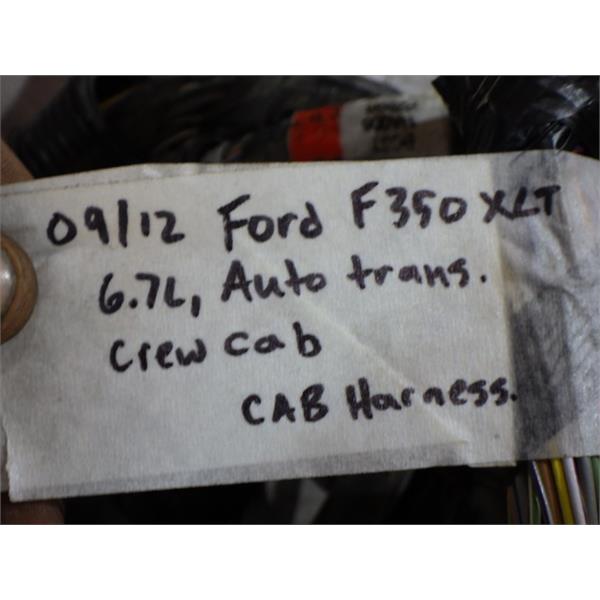 09/12 Ford F350 XLT
6.7L, Auto trans.
Crew cab
CAB Harness.